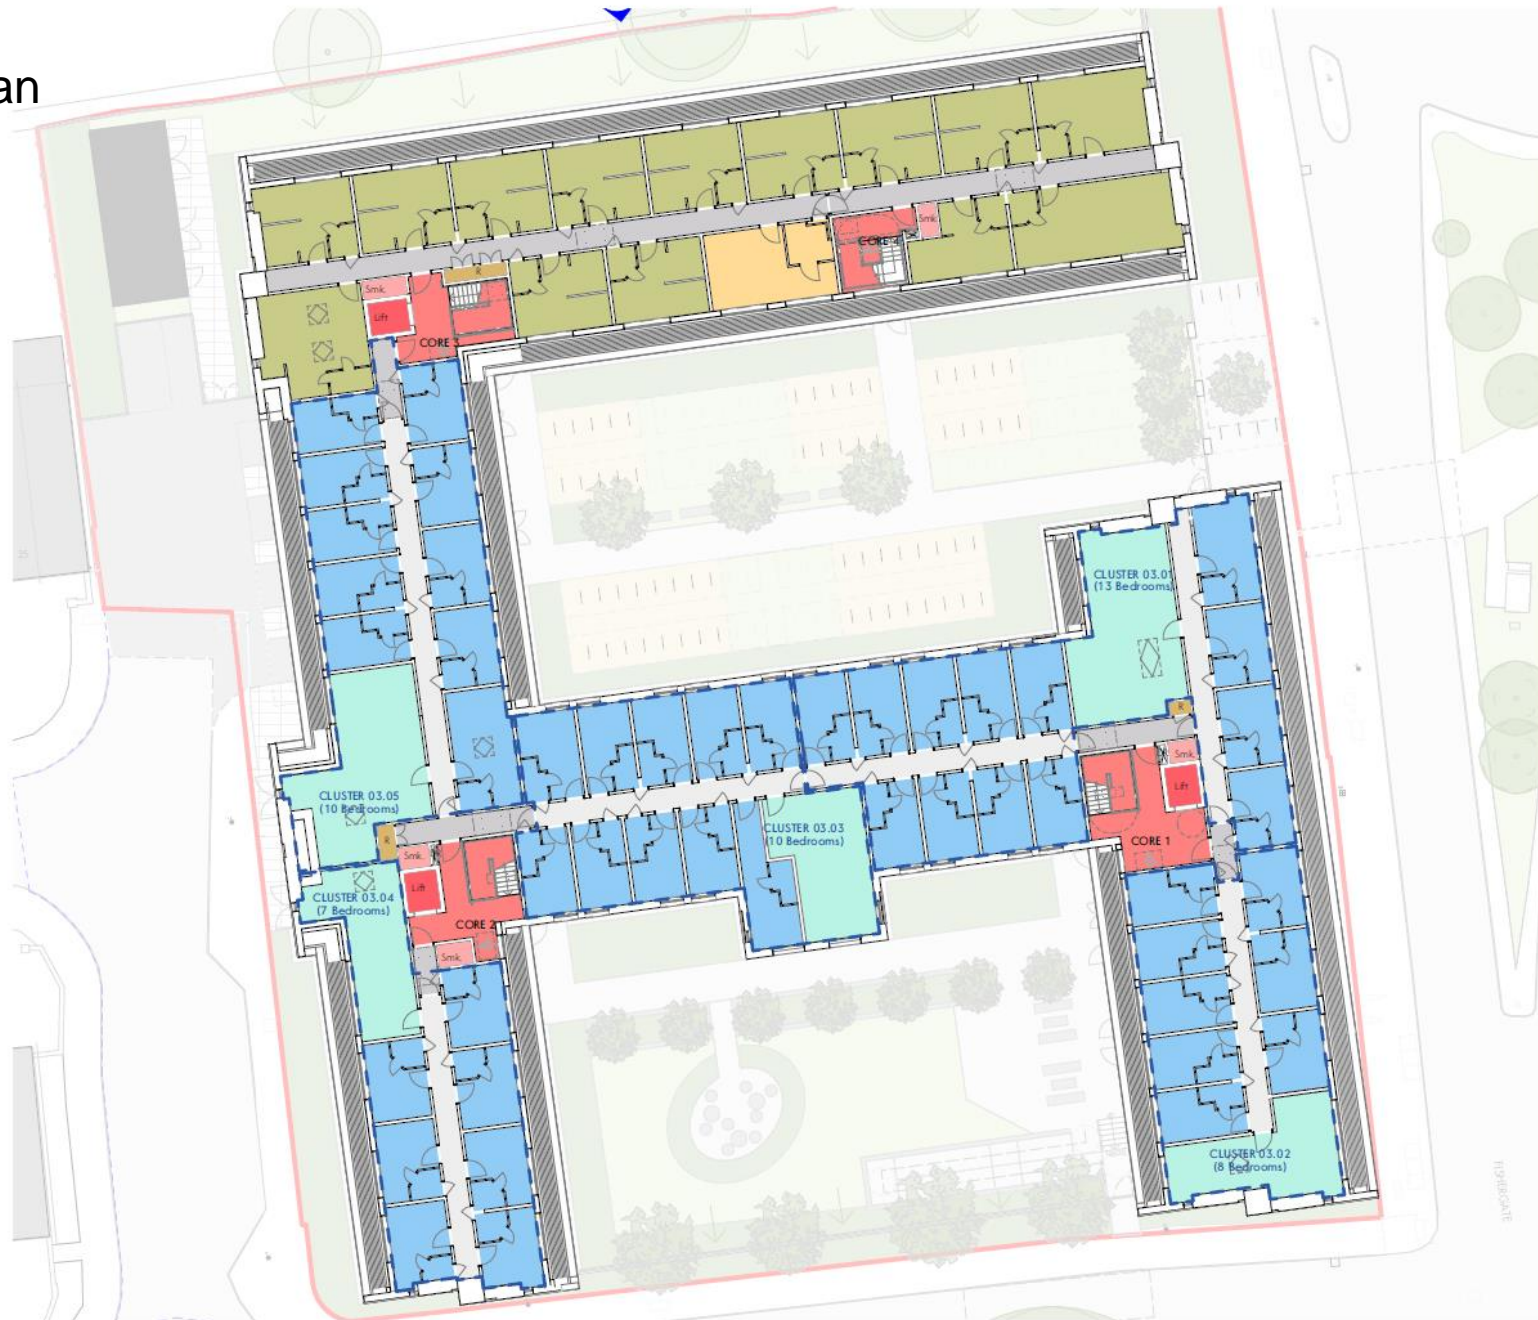 an
Smk.
CORE 4
R
Smk.
Lift
CORE 3
CLUSTER 03.01
(13 Bedrooms)
R
Smk.
Lift
CORE 1
CLUSTER 03.05
(10 Bedrooms)
CLUSTER 03.03
(10 Bedrooms)
R
Smk.
Lift
CLUSTER 03.04
(7 Bedrooms)
CORE 2
Smk.
CLUSTER 03.02
(8 Bedrooms)
FISHERGATE
25